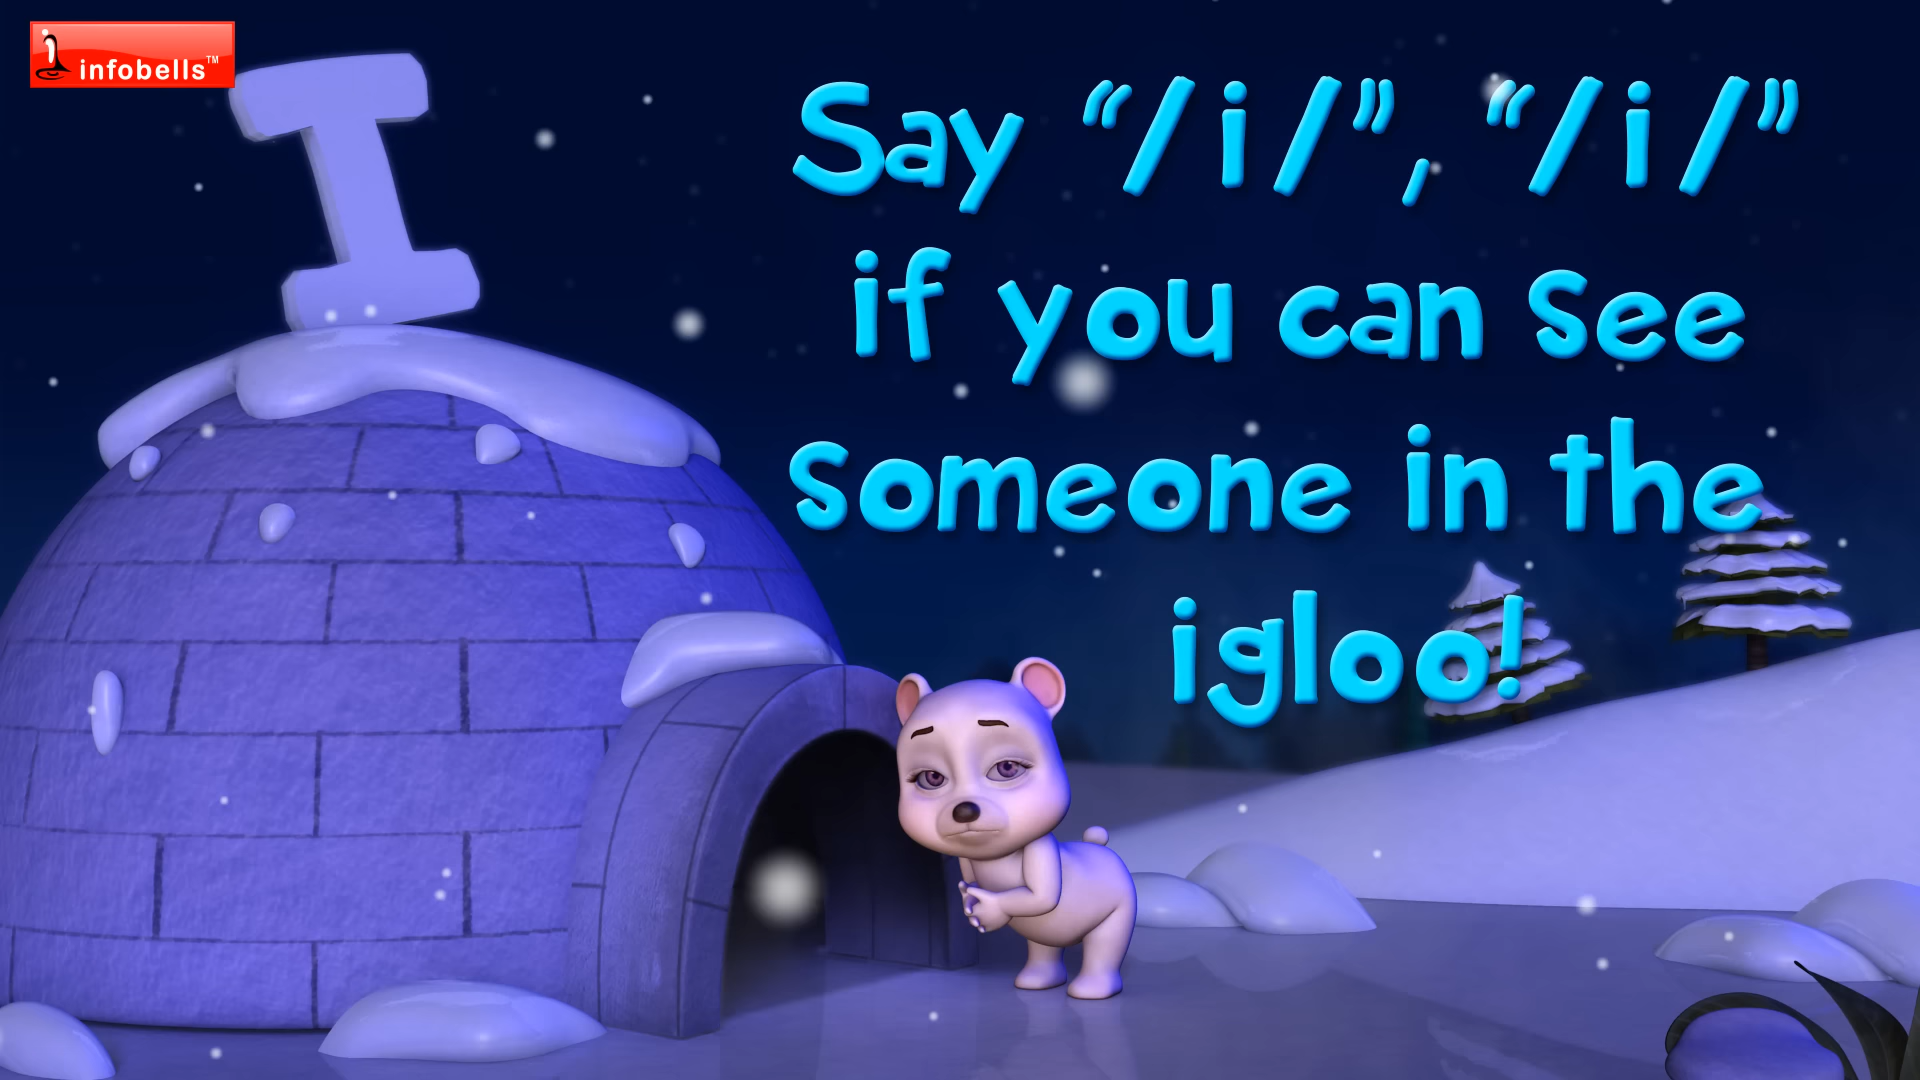 infobells™
I
Say “/i/”, “/i/”
if you can see
someone in the
igloo!